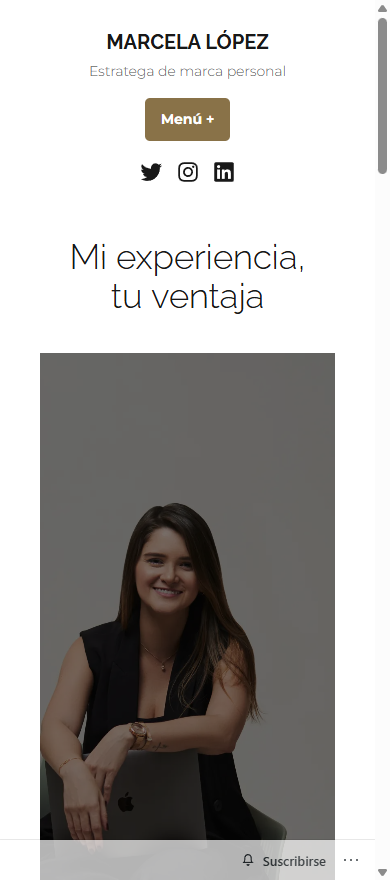 MARCELA LÓPEZ
Estratega de marca personal
Menú +
Mi experiencia,
tu ventaja
Suscribirse